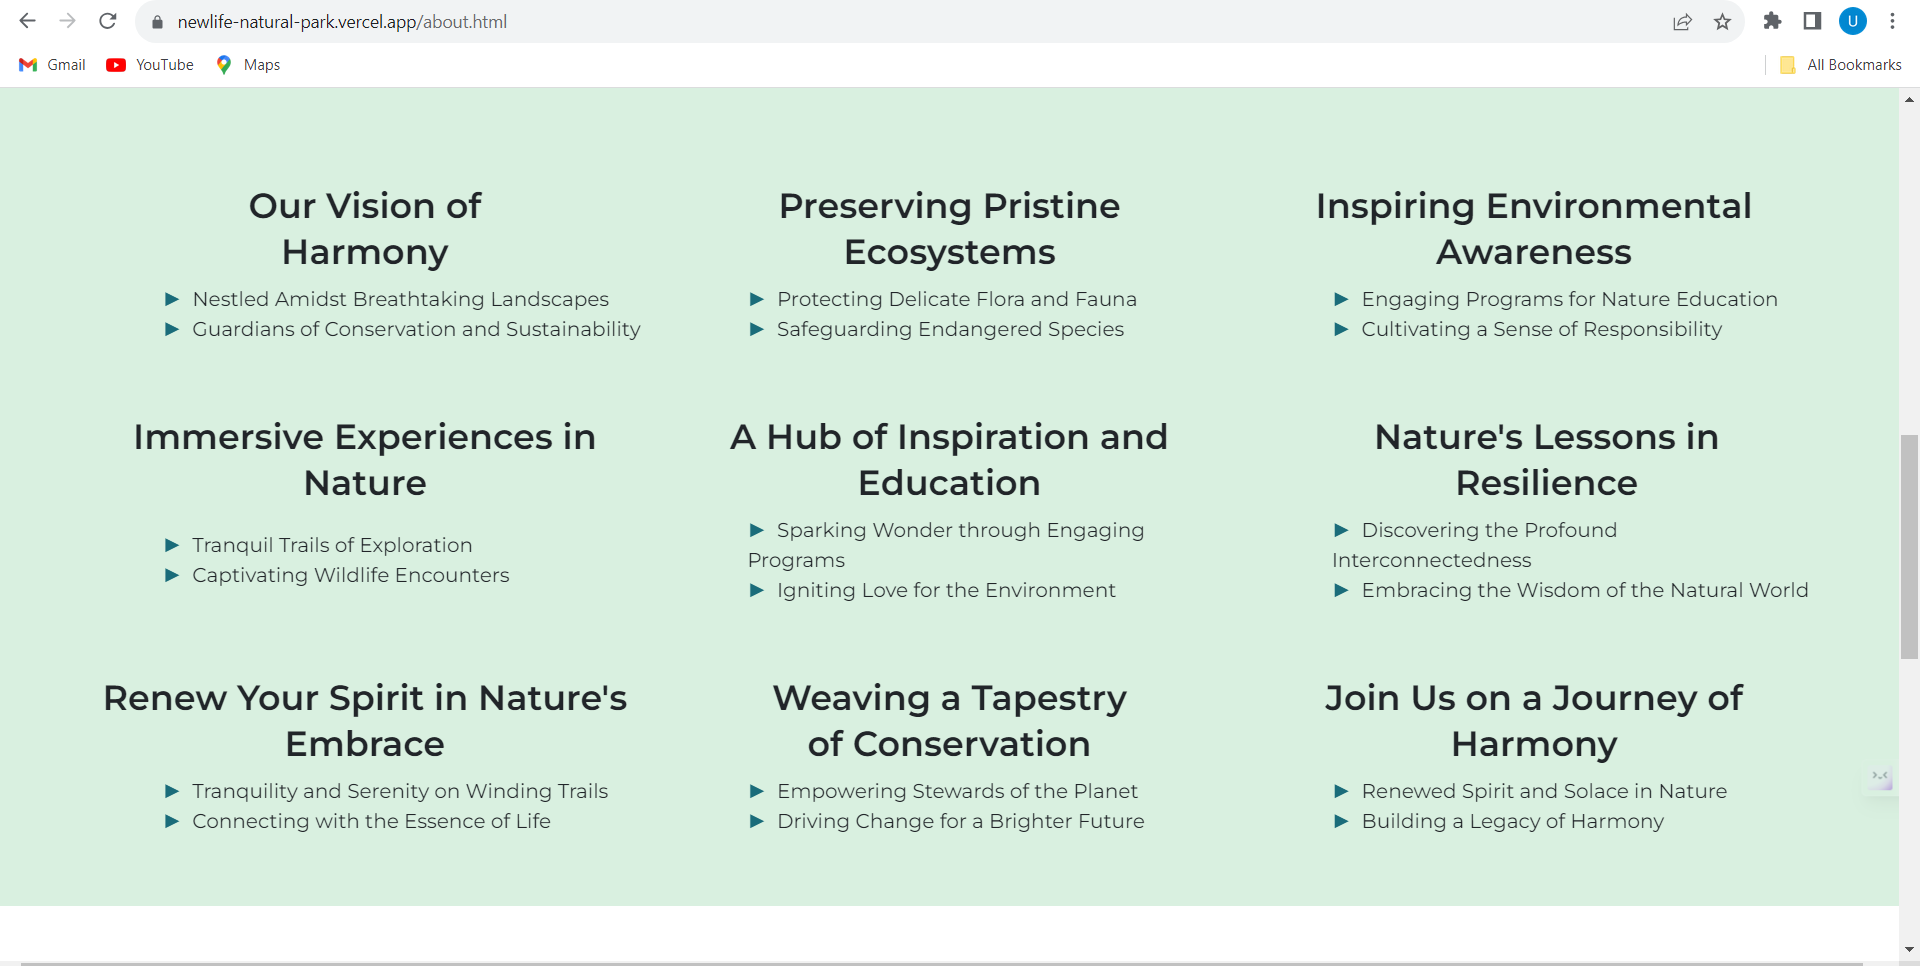 newlife-natural-park.vercel.app/about.html
U
Gmail
YouTube
Maps
All Bookmarks
Our Vision of
Harmony
► Nestled Amidst Breathtaking Landscapes
► Guardians of Conservation and Sustainability
Preserving Pristine
Ecosystems
► Protecting Delicate Flora and Fauna
► Safeguarding Endangered Species
Inspiring Environmental
Awareness
► Engaging Programs for Nature Education
► Cultivating a Sense of Responsibility
Immersive Experiences in
Nature
► Tranquil Trails of Exploration
► Captivating Wildlife Encounters
A Hub of Inspiration and
Education
► Sparking Wonder through Engaging
Programs
► Igniting Love for the Environment
Nature's Lessons in
Resilience
► Discovering the Profound
Interconnectedness
► Embracing the Wisdom of the Natural World
Renew Your Spirit in Nature's
Embrace
► Tranquility and Serenity on Winding Trails
► Connecting with the Essence of Life
Weaving a Tapestry
of Conservation
► Empowering Stewards of the Planet
► Driving Change for a Brighter Future
Join Us on a Journey of
Harmony
► Renewed Spirit and Solace in Nature
► Building a Legacy of Harmony